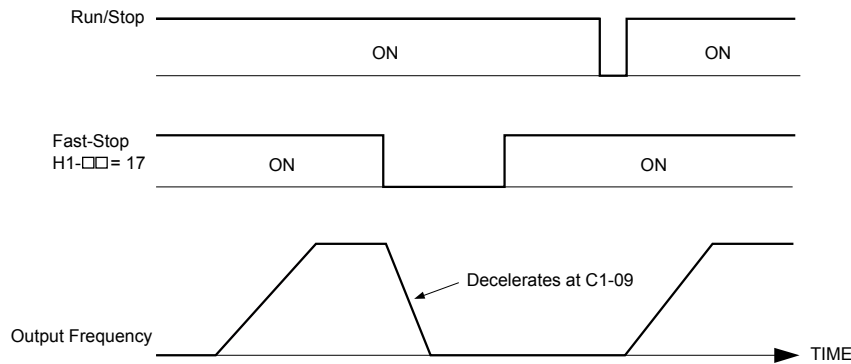 Run/Stop
ON
ON
Fast-Stop
H1-□□= 17
ON
ON
Decelerates at C1-09
Output Frequency
TIME